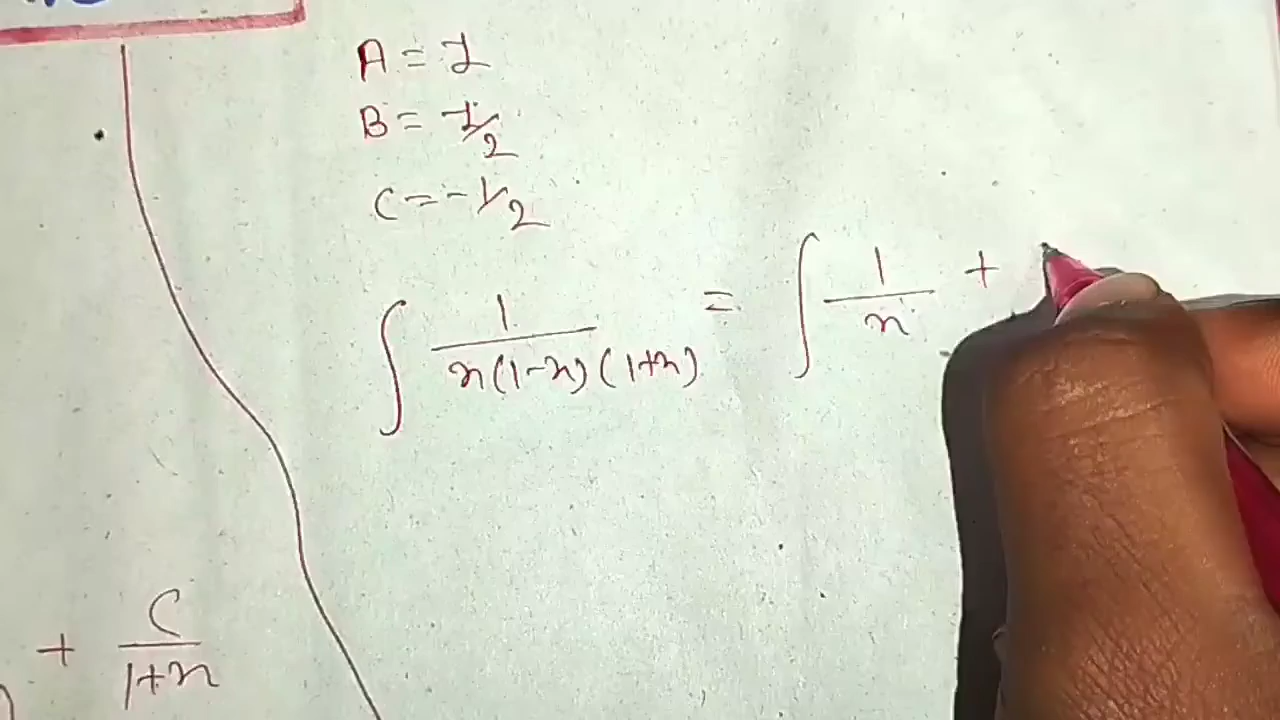 A = 1
B = -1/2
C = -1/2
∫ 1/x(1-x)(1+x) = ∫ 1/x +
+ C/1+x